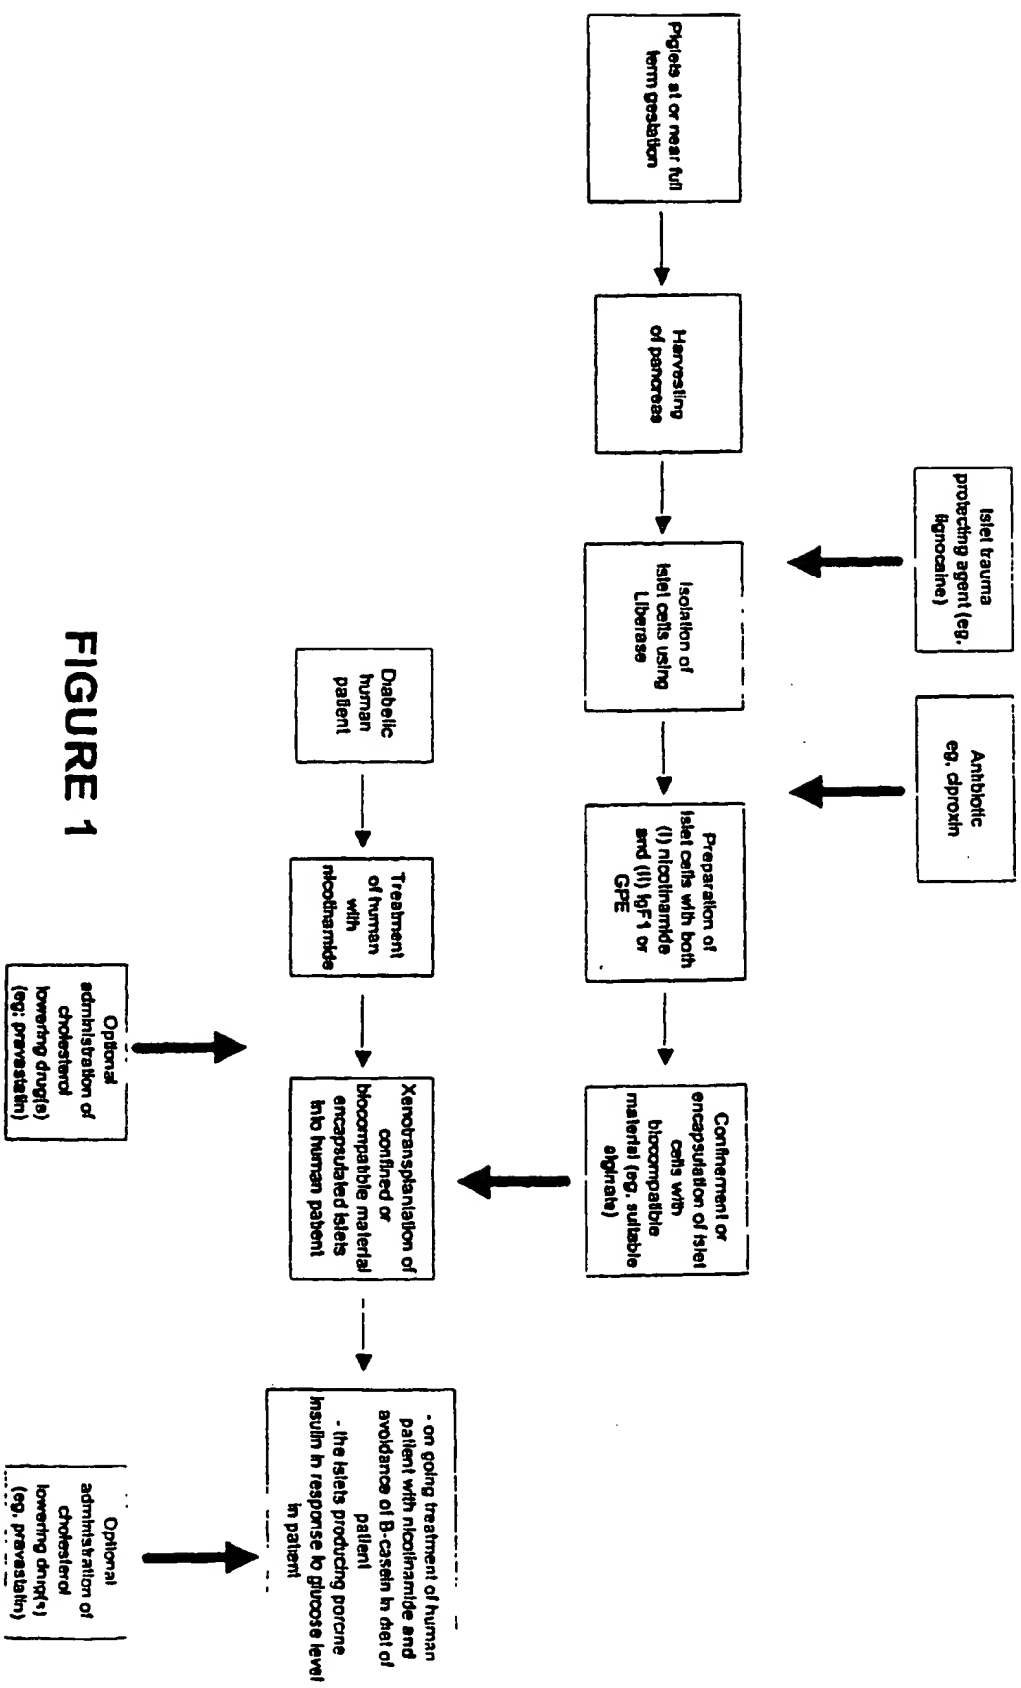 Islet trauma
protecting agent (eg.
lignocaine)
Antibiotic
eg. ciproxin
Piglets at or near full
term gestation
Harvesting
of pancreas
Isolation of
islet cells using
Liberase
Preparation of
islet cells with both
(i) nicotinamide
and (ii) IgF1 or
GPE
Confinement or
encapsulation of islet
cells with
biocompatible
material (eg. suitable
alginate)
Diabetic
human
patient
Treatment
of human
with
nicotinamide
Xenotransplantation of
confined or
biocompatible material
encapsulated islets
into human patient
- on going treatment of human
patient with nicotinamide and
avoidance of B-casein in diet of
patient
- the islets producing porcine
insulin in response to glucose level
in patient
Optional
administration of
cholesterol
lowering drug(s)
(eg; pravastatin)
Optional
administration of
cholesterol
lowering drug(s)
(eg. pravastatin)
FIGURE 1